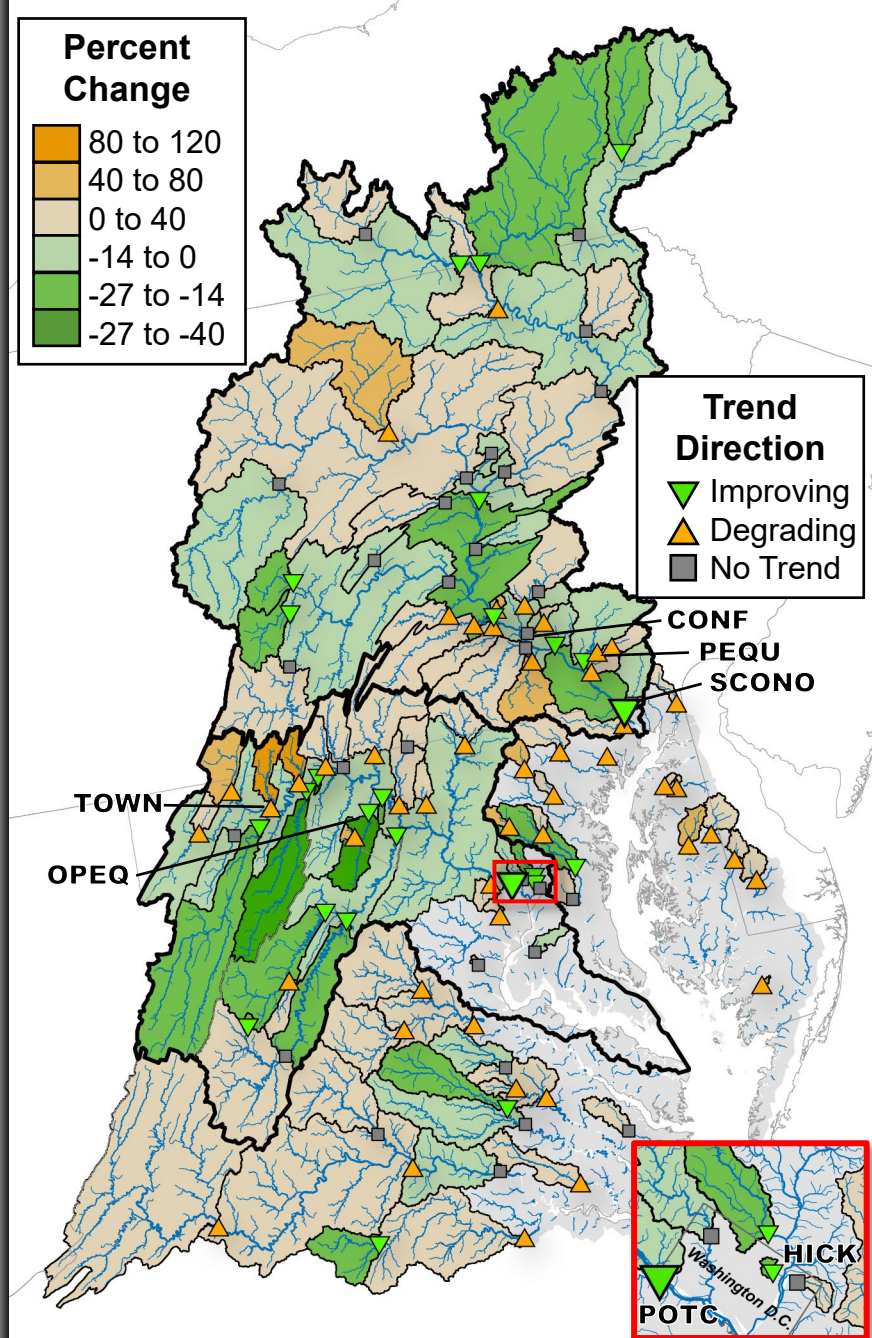 Percent
Change
80 to 120
40 to 80
0 to 40
-14 to 0
-27 to -14
-27 to -40
Trend
Direction
Improving
Degrading
No Trend
CONF
PEQU
SCONO
TOWN
OPEQ
HICK
Washington D.C.
POTC